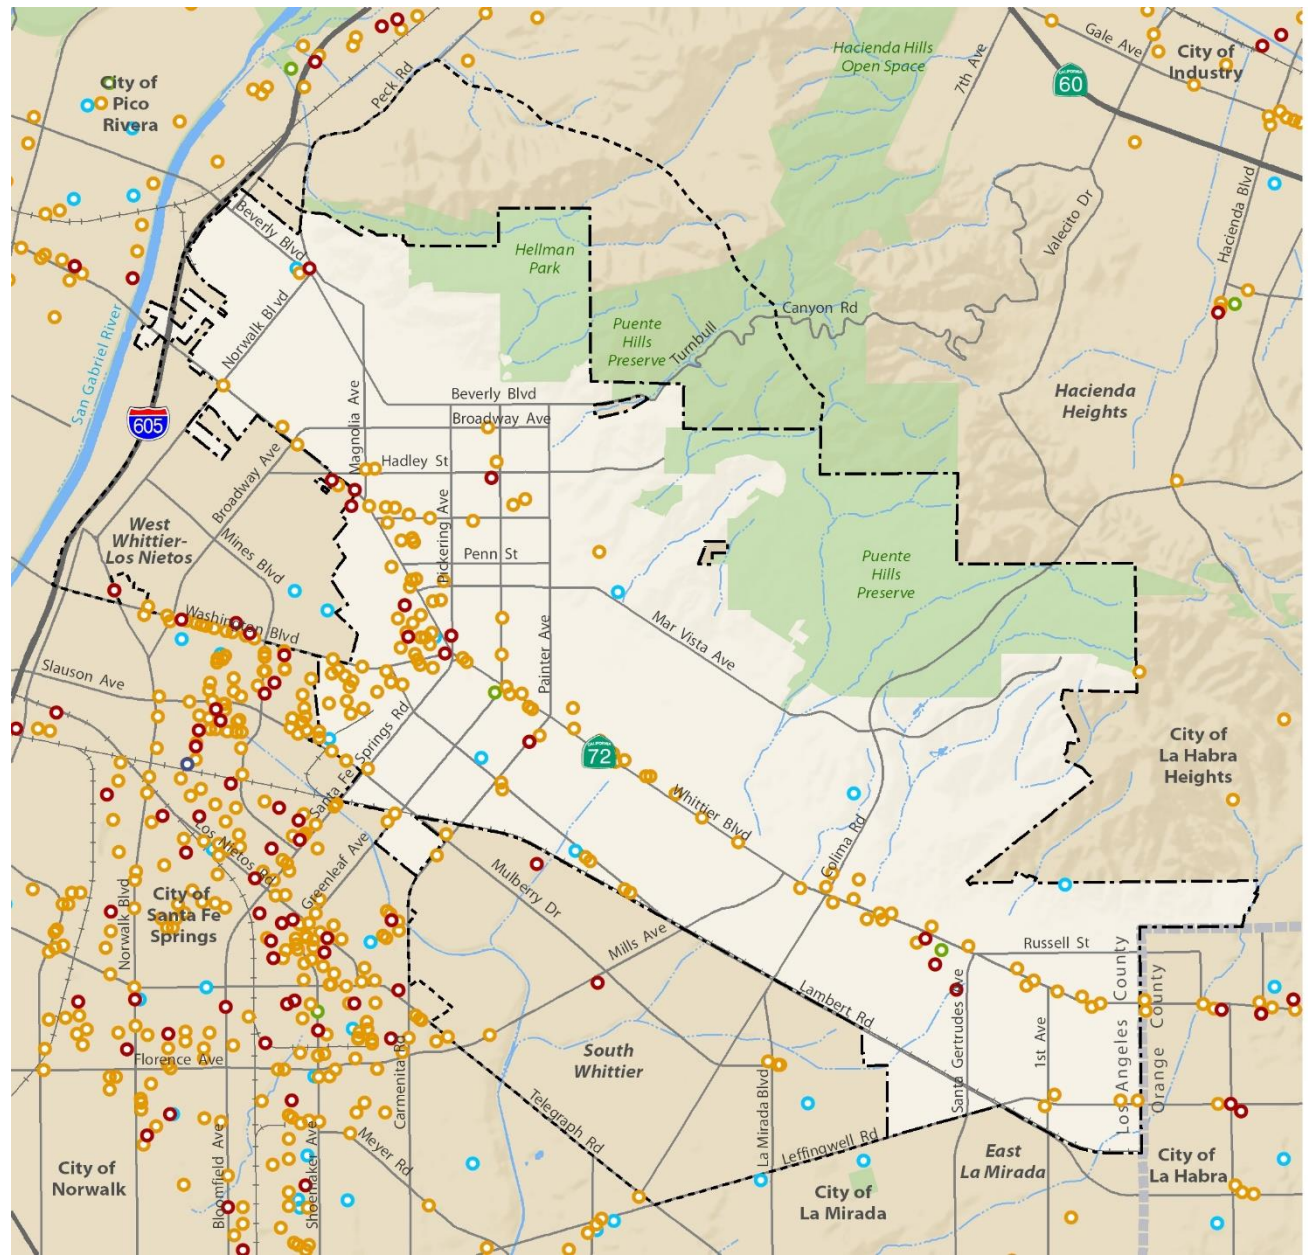 Hacienda Hills
Open Space
7th Ave
Gale Ave
City of
Industry
CALIFORNIA
60
Peck Rd
City of
Pico
Rivera
Hacienda Blvd
Valecito Dr
Beverly Blvd
Hellman
Park
Norwalk Blvd
San Gabriel River
Puente
Hills
Preserve
Turnbull
Canyon Rd
Hacienda
Heights
605
Magnolia Ave
Beverly Blvd
Broadway Ave
Hadley St
Broadway Ave
Pickering Ave
West
Whittier-
Los Nietos
Mines Blvd
Penn St
Puente
Hills
Preserve
Washington Blvd
Mar Vista Ave
Painter Ave
Slauson Ave
Santa Fe Springs Rd
CALIFORNIA
72
City of
La Habra
Heights
Whittier Blvd
Colima Rd
Los Nietos Rd
Greenleaf Ave
Mulberry Dr
City of
Santa Fe
Springs
Norwalk Blvd
Mills Ave
Russell St
Lambert Rd
Santa Gertrudes Ave
1st Ave
Los Angeles County
Orange County
Florence Ave
Carmenita Rd
South
Whittier
La Mirada Blvd
Telegraph Rd
Leffingwell Rd
Meyer Rd
Bloomfield Ave
Shoemaker Ave
City of
Norwalk
City of
La Mirada
East
La Mirada
City of
La Habra